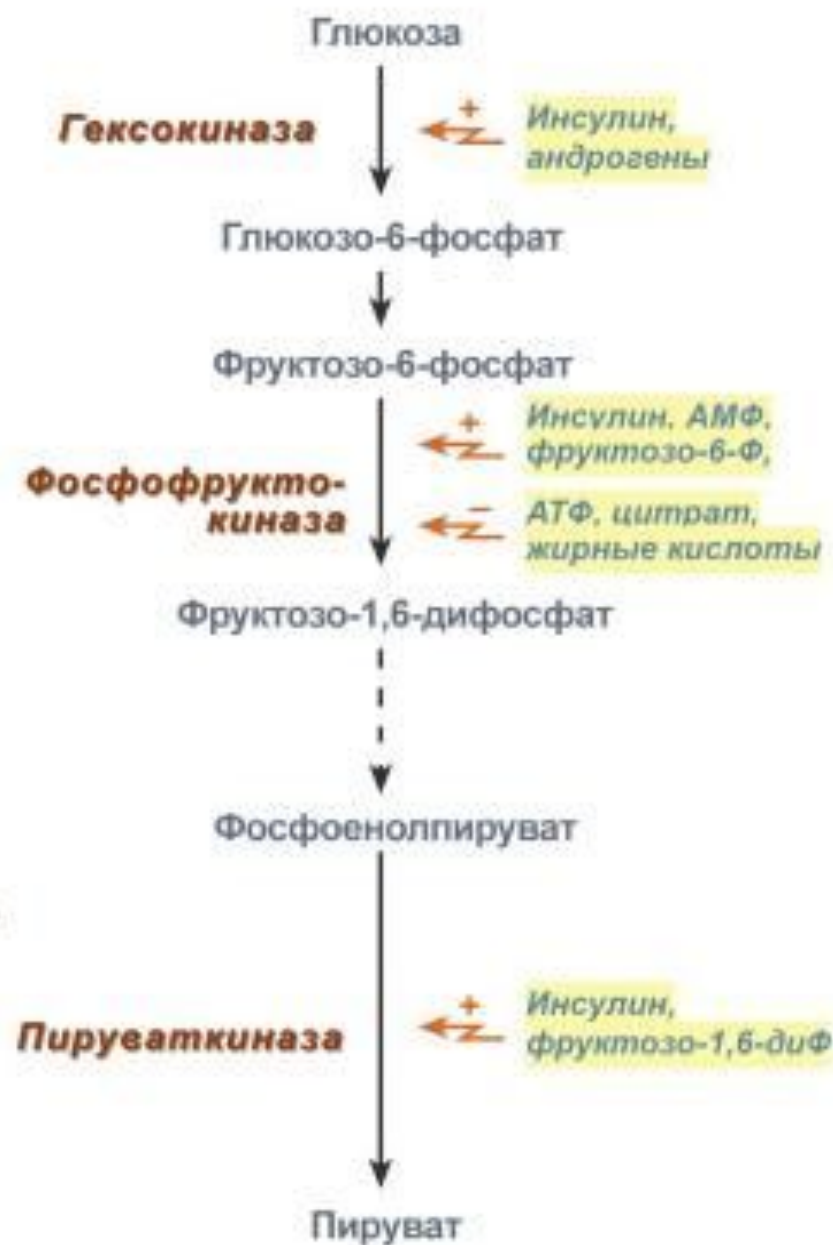 Глюкоза
Гексокиназа
+
Инсулин,
андрогены
Глюкозо-6-фосфат
Фруктозо-6-фосфат
Фосфофрукто-
киназа
+
Инсулин. АМФ,
фруктозо-6-Ф,
–
АТФ, цитрат,
жирные кислоты
Фруктозо-1,6-дифосфат
Фосфоенолпируват
Пируваткиназа
+
Инсулин,
фруктозо-1,6-диФ
Пируват